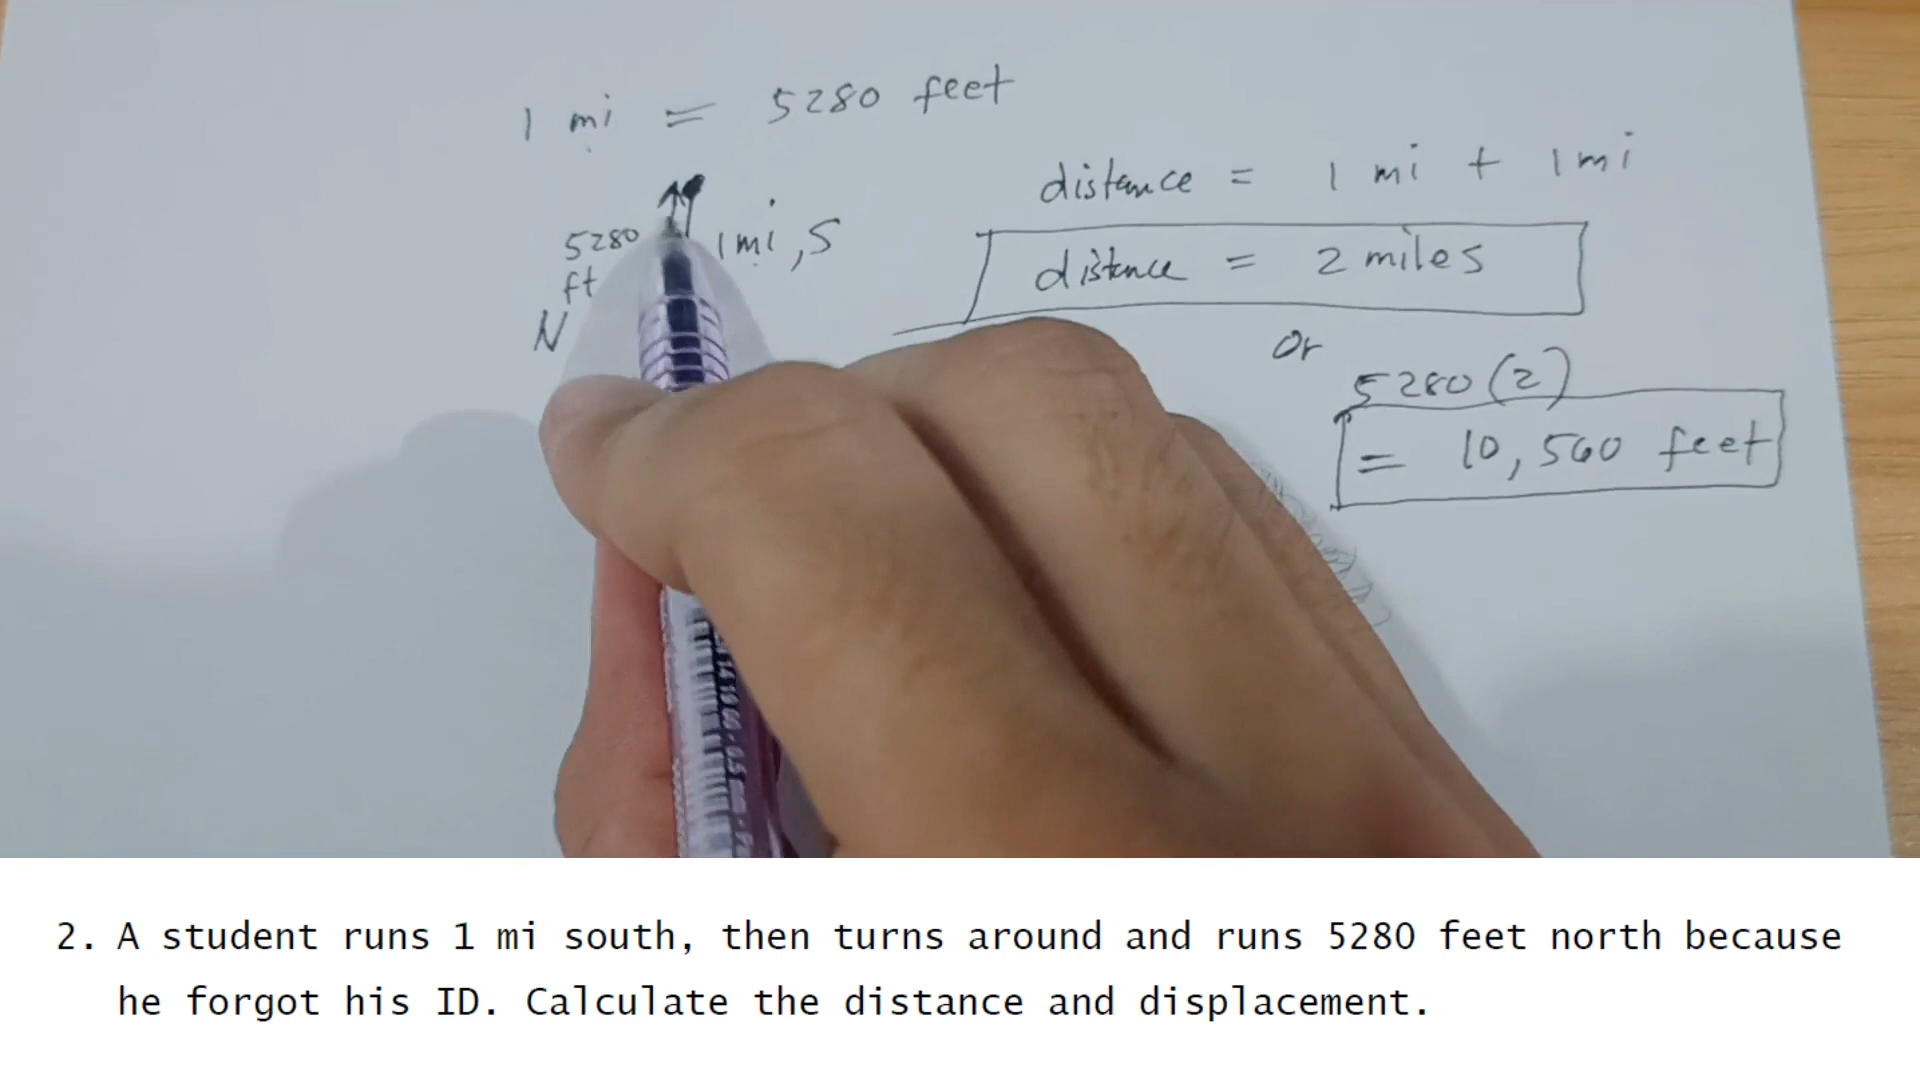 1 mi = 5280 feet
distance = 1 mi + 1 mi
5280 ft N
1 mi, S
distance = 2 miles
or
5280 (2)
= 10,560 feet
2. A student runs 1 mi south, then turns around and runs 5280 feet north because
he forgot his ID. Calculate the distance and displacement.